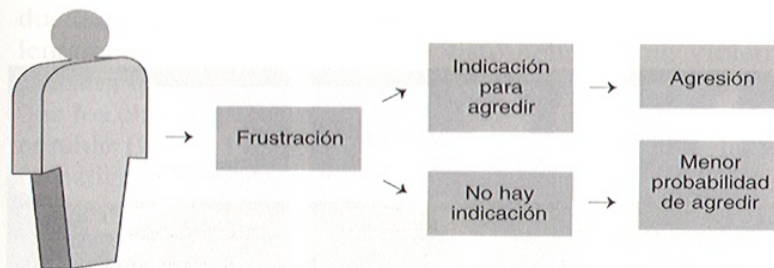 Frustración
Indicación
para
agredir
Agresión
No hay
indicación
Menor
probabilidad
de agredir